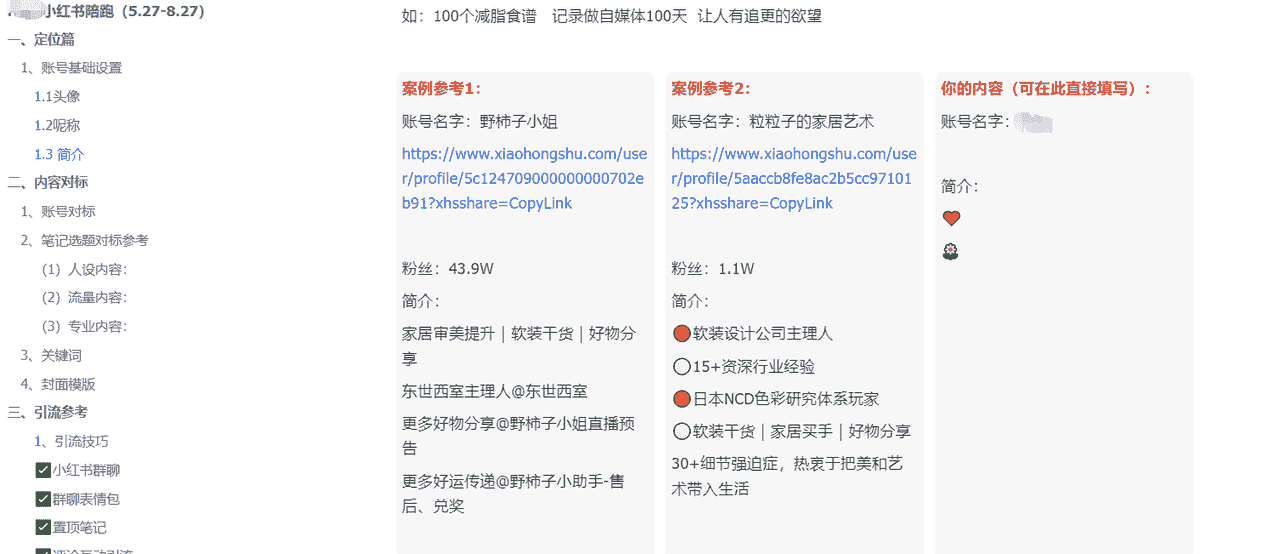 小红书陪跑（5.27-8.27）
一、定位篇
1、账号基础设置
1.1头像
1.2呢称
1.3 简介
二、内容对标
1、账号对标
2、笔记选题对标参考
（1）人设内容：
（2）流量内容：
（3）专业内容：
3、关键词
4、封面模版
三、引流参考
1、引流技巧
✅小红书群聊
✅群聊表情包
✅置顶笔记
如：100个减脂食谱 记录做自媒体100天 让人有追更的欲望
案例参考1：
账号名字：野柿子小姐
https://www.xiaohongshu.com/use
r/profile/5c124709000000000702e
b91?xhsshare=CopyLink
粉丝：43.9W
简介：
家居审美提升｜软装干货｜好物分
享
东世西室主理人@东世西室
更多好物分享@野柿子小姐直播预
告
更多好运传递@野柿子小助手-售
后、兑奖
案例参考2：
账号名字：粒粒子的家居艺术
https://www.xiaohongshu.com/use
r/profile/5aaccb8fe8ac2b5cc97101
25?xhsshare=CopyLink
粉丝：1.1W
简介：
🔴软装设计公司主理人
⚪15+资深行业经验
🔴日本NCD色彩研究体系玩家
⚪软装干货｜家居买手｜好物分享
30+细节强迫症，热衷于把美和艺
术带入生活
你的内容（可在此直接填写）：
账号名字：
简介：